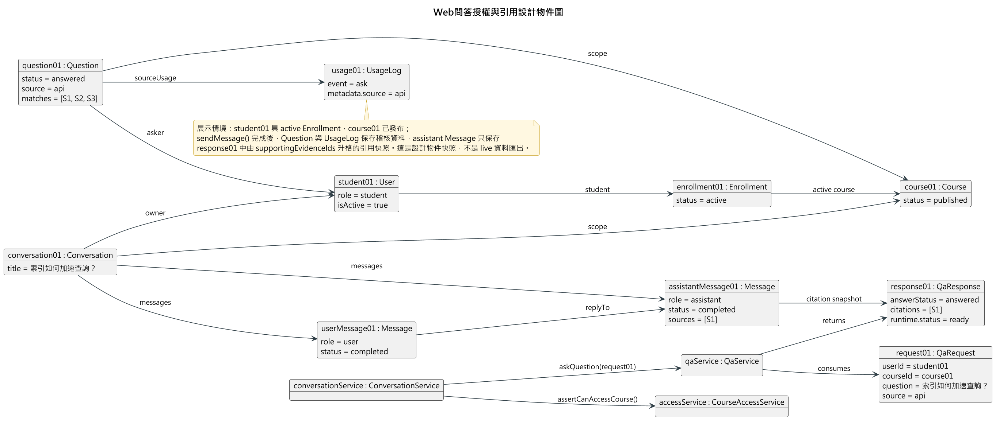 Web問答授權與引用設計物件圖
scope
question01 : Question
status = answered
source = api
matches = [S1, S2, S3]
sourceUsage
usage01 : UsageLog
event = ask
metadata.source = api
asker
展示情境：student01 具 active Enrollment，course01 已發布；
sendMessage() 完成後，Question 與 UsageLog 保存稽核資料，assistant Message 只保存
response01 中由 supportingEvidenceIds 升格的引用快照。這是設計物件快照，不是 live 資料匯出。
student01 : User
role = student
isActive = true
student
enrollment01 : Enrollment
status = active
active course
course01 : Course
status = published
owner
scope
conversation01 : Conversation
title = 索引如何加速查詢？
messages
messages
assistantMessage01 : Message
role = assistant
status = completed
sources = [S1]
citation snapshot
response01 : QaResponse
answerStatus = answered
citations = [S1]
runtime.status = ready
replyTo
returns
userMessage01 : Message
role = user
status = completed
askQuestion(request01)
qaService : QaService
consumes
request01 : QaRequest
userId = student01
courseId = course01
question = 索引如何加速查詢？
source = api
conversationService : ConversationService
assertCanAccessCourse()
accessService : CourseAccessService